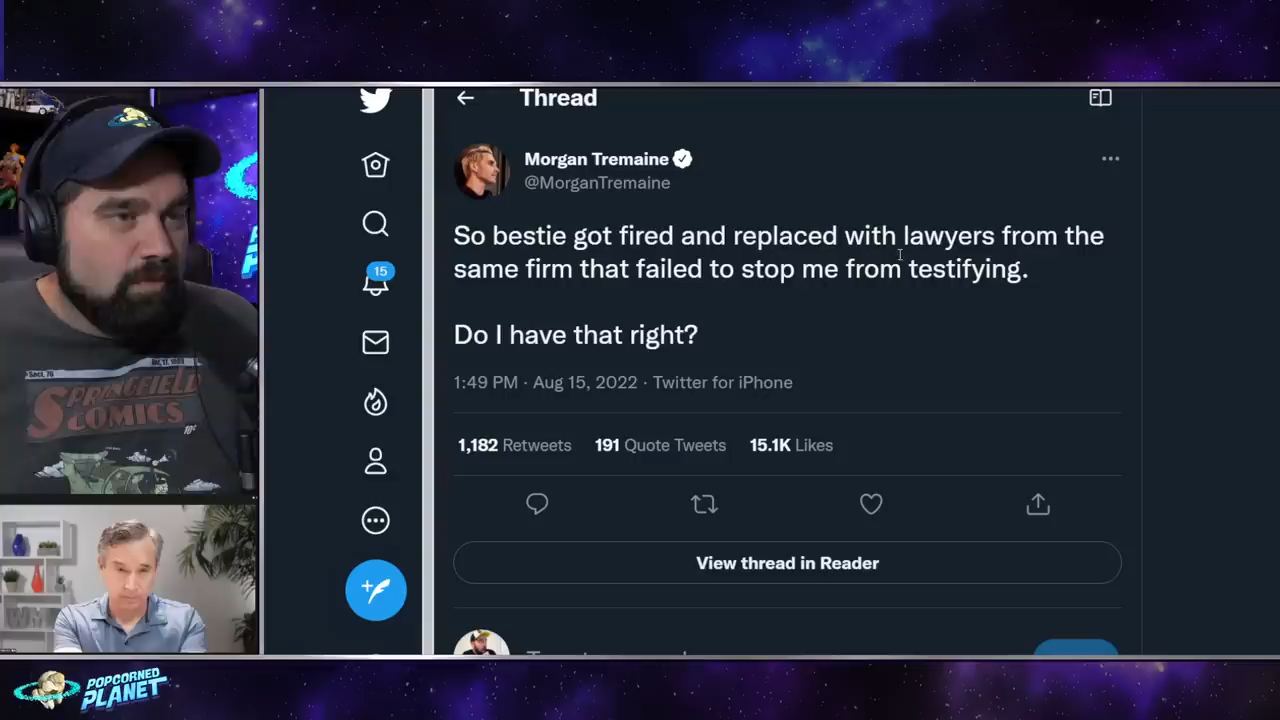 Thread
Morgan Tremaine
@MorganTremaine
So bestie got fired and replaced with lawyers from the
same firm that failed to stop me from testifying.
Do I have that right?
1:49 PM · Aug 15, 2022 · Twitter for iPhone
1,182 Retweets 191 Quote Tweets 15.1K Likes
View thread in Reader
15
SPRINGFIELD
COMICS
POPCORNED
PLANET